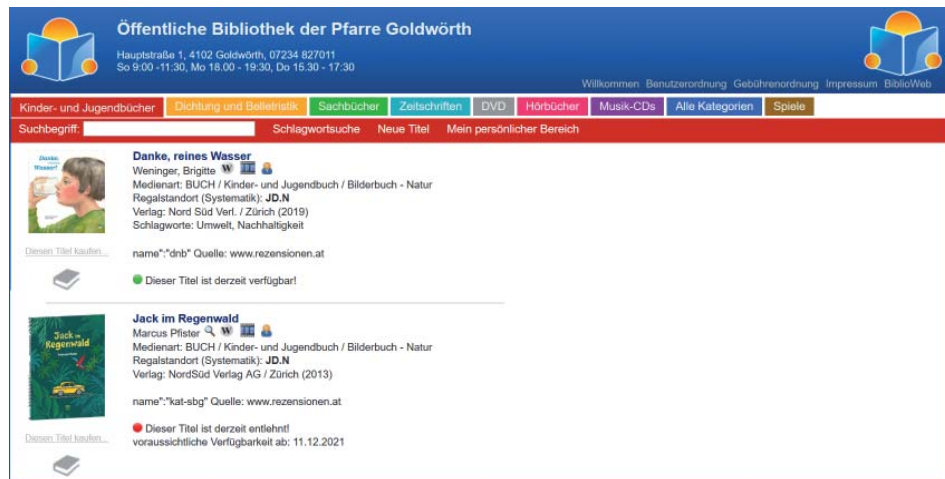 Öffentliche Bibliothek der Pfarre Goldwörth
Hauptstraße 1, 4102 Goldwörth, 07234 827011
So 9:00 -11:30, Mo 18.00 - 19:30, Do 15.30 - 17:30
Willkommen Benutzerordnung Gebührenordnung Impressum BiblioWeb
Kinder- und Jugendbücher Dichtung und Belletristik Sachbücher Zeitschriften DVD Hörbücher Musik-CDs Alle Kategorien Spiele
Suchbegriff: Schlagwortsuche Neue Titel Mein persönlicher Bereich
Danke, reines Wasser
Weninger, Brigitte W
Medienart: BUCH / Kinder- und Jugendbuch / Bilderbuch - Natur
Regalstandort (Systematik): JD.N
Verlag: Nord Süd Verl. / Zürich (2019)
Schlagworte: Umwelt, Nachhaltigkeit
Diesen Titel kaufen...
name":"dnb" Quelle: www.rezensionen.at
Dieser Titel ist derzeit verfügbar!
Jack im
Regenwald
Jack im Regenwald
Marcus Pfister W
Medienart: BUCH / Kinder- und Jugendbuch / Bilderbuch - Natur
Regalstandort (Systematik): JD.N
Verlag: NordSüd Verlag AG / Zürich (2013)
name":"kat-sbg" Quelle: www.rezensionen.at
Dieser Titel ist derzeit entlehnt!
Diesen Titel kaufen...
voraussichtliche Verfügbarkeit ab: 11.12.2021